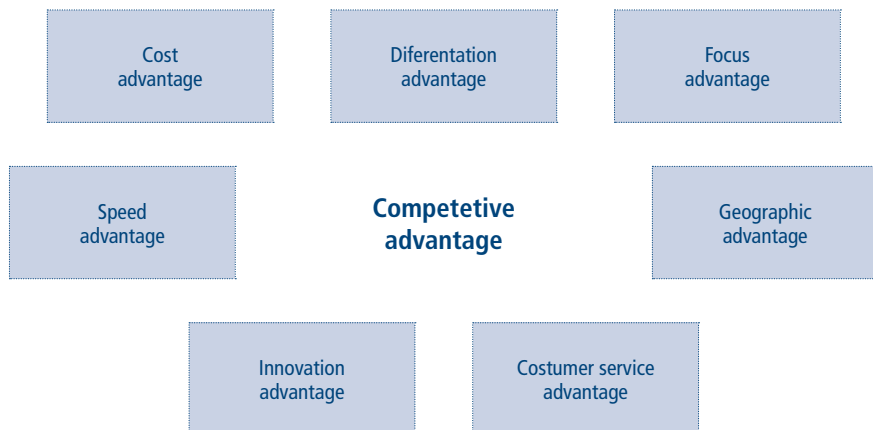 Cost
advantage
Diferentation
advantage
Focus
advantage
Speed
advantage
Competetive
advantage
Geographic
advantage
Innovation
advantage
Costumer service
advantage